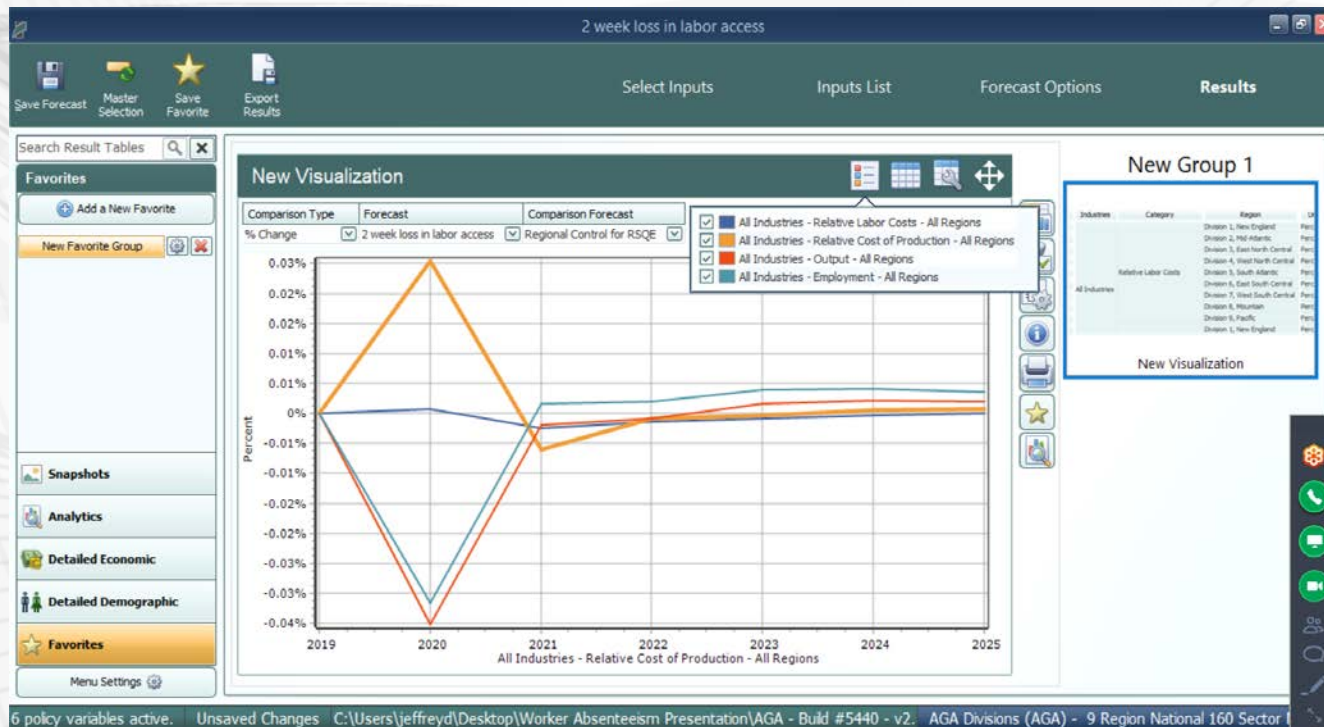 2 week loss in labor access
Save Forecast
Master Selection
Save Favorite
Export Results
Select Inputs
Inputs List
Forecast Options
Results
Search Result Tables
Favorites
Add a New Favorite
New Favorite Group
Snapshots
Analytics
Detailed Economic
Detailed Demographic
Favorites
Menu Settings
New Visualization
Comparison Type Forecast Comparison Forecast
% Change 2 week loss in labor access Regional Control for RSQE
All Industries - Relative Labor Costs - All Regions
All Industries - Relative Cost of Production - All Regions
All Industries - Output - All Regions
All Industries - Employment - All Regions
0.03%
0.02%
0.02%
0.01%
0.01%
0%
-0.01%
-0.01%
-0.02%
-0.02%
-0.03%
-0.03%
-0.04%
Percent
2019 2020 2021 2022 2023 2024 2025
All Industries - Relative Cost of Production - All Regions
New Group 1
Industries Category Region
Division 1, New England
Division 2, Mid Atlantic
Division 3, East North Central
Division 4, West North Central
Relative Labor Costs Division 5, South Atlantic
All Industries Division 6, East South Central
Division 7, West South Central
Division 8, Mountain
Division 9, Pacific
Division 1, New England
New Visualization
6 policy variables active. Unsaved Changes C:\Users\jeffreyd\Desktop\Worker Absenteeism Presentation\AGA - Build #5440 - v2. AGA Divisions (AGA) - 9 Region National 160 Sector